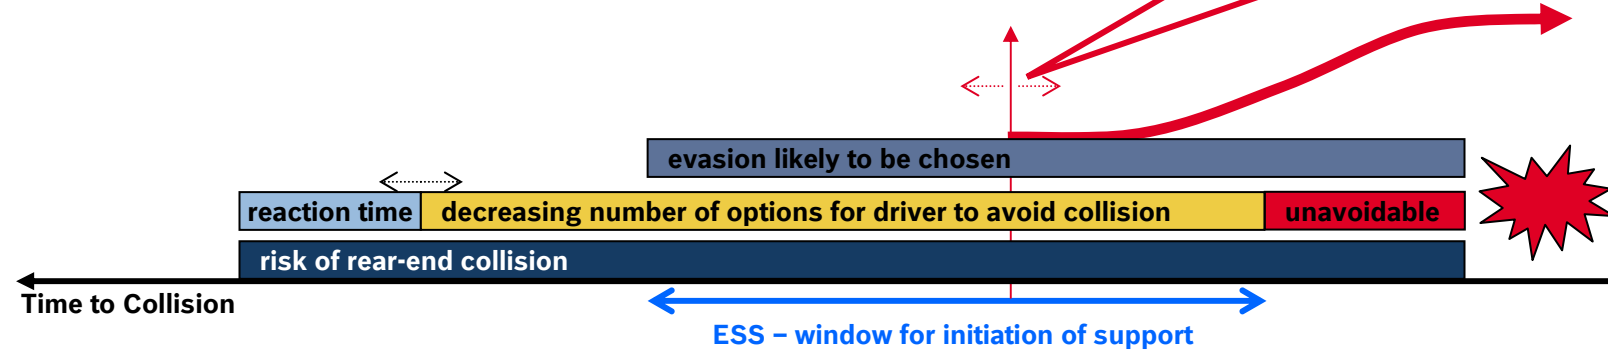 evasion likely to be chosen
reaction time
decreasing number of options for driver to avoid collision
unavoidable
risk of rear-end collision
Time to Collision
ESS – window for initiation of support